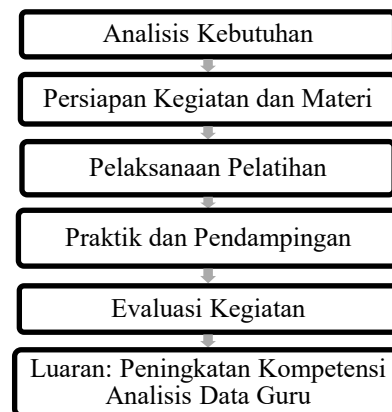 Analisis Kebutuhan
Persiapan Kegiatan dan Materi
Pelaksanaan Pelatihan
Praktik dan Pendampingan
Evaluasi Kegiatan
Luaran: Peningkatan Kompetensi
Analisis Data Guru